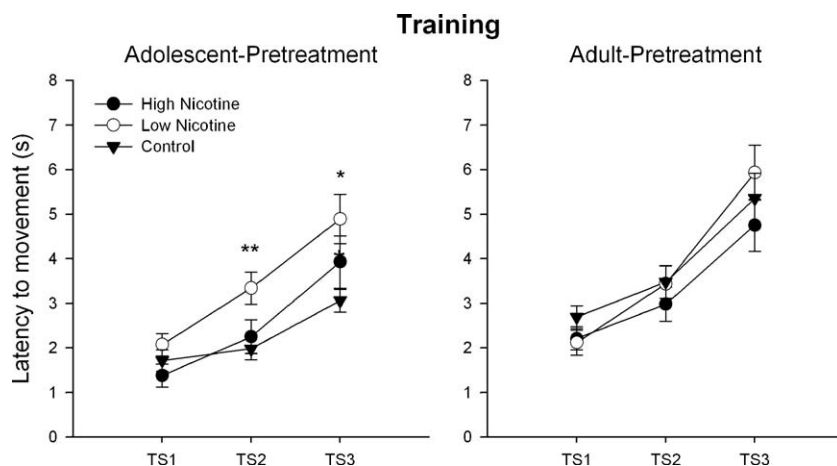 Training
Adolescent-Pretreatment
Adult-Pretreatment
Latency to movement (s)
8
7
6
5
4
3
2
1
0
High Nicotine
Low Nicotine
Control
*
**
*
TS1 TS2 TS3
8
7
6
5
4
3
2
1
0
TS1 TS2 TS3